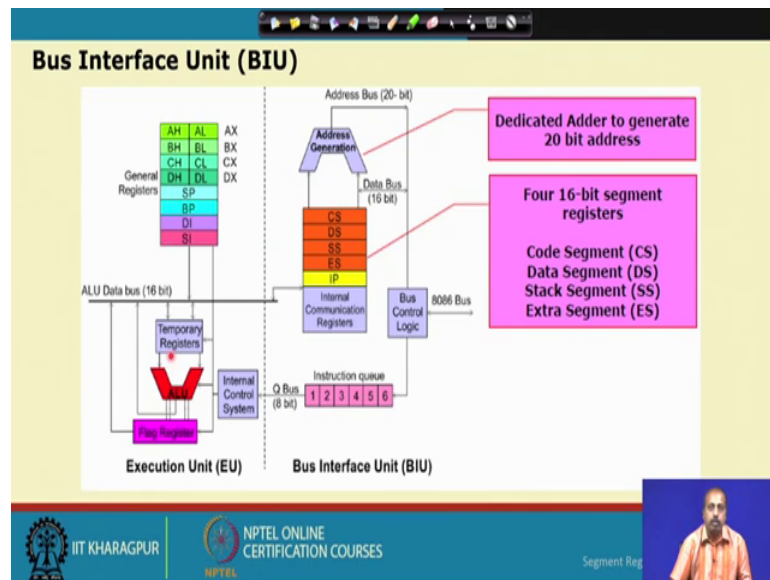 Bus Interface Unit (BIU)
Address Bus (20- bit)
Address
Generation
Data Bus
(16 bit)
AH AL AX
BH BL BX
CH CL CX
DH DL DX
General
Registers
SP
BP
DI
SI
CS
DS
SS
ES
IP
Internal
Communication
Registers
Bus
Control
Logic
8086 Bus
ALU Data bus (16 bit)
Temporary
Registers
ALU
Internal
Control
System
Q Bus
(8 bit)
Instruction queue
1 2 3 4 5 6
Flag Register
Execution Unit (EU)
Bus Interface Unit (BIU)
Dedicated Adder to generate
20 bit address
Four 16-bit segment
registers
Code Segment (CS)
Data Segment (DS)
Stack Segment (SS)
Extra Segment (ES)
IIT KHARAGPUR
NPTEL
NPTEL ONLINE
CERTIFICATION COURSES
Segment Reg